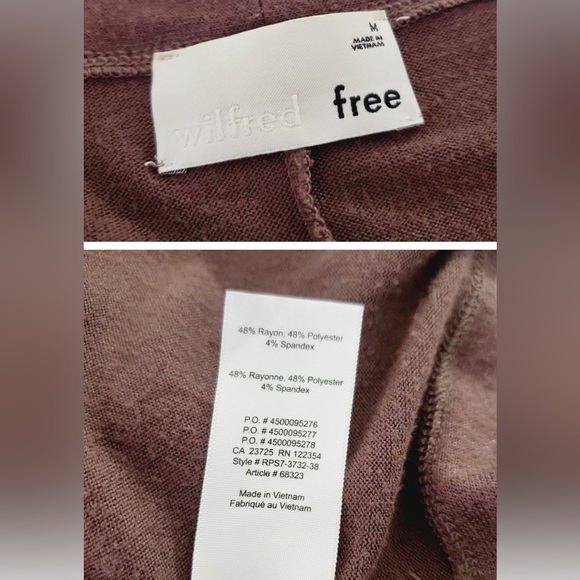 M
MADE IN
VIETNAM
wilfred free
48% Rayon, 48% Polyester
4% Spandex
48% Rayonne, 48% Polyester
4% Spandex
P.O. # 4500095276
P.O. # 4500095277
P.O. # 4500095278
CA 23725 RN 122354
Style # RPS7-3732-38
Article # 68323
Made in Vietnam
Fabriqué au Vietnam